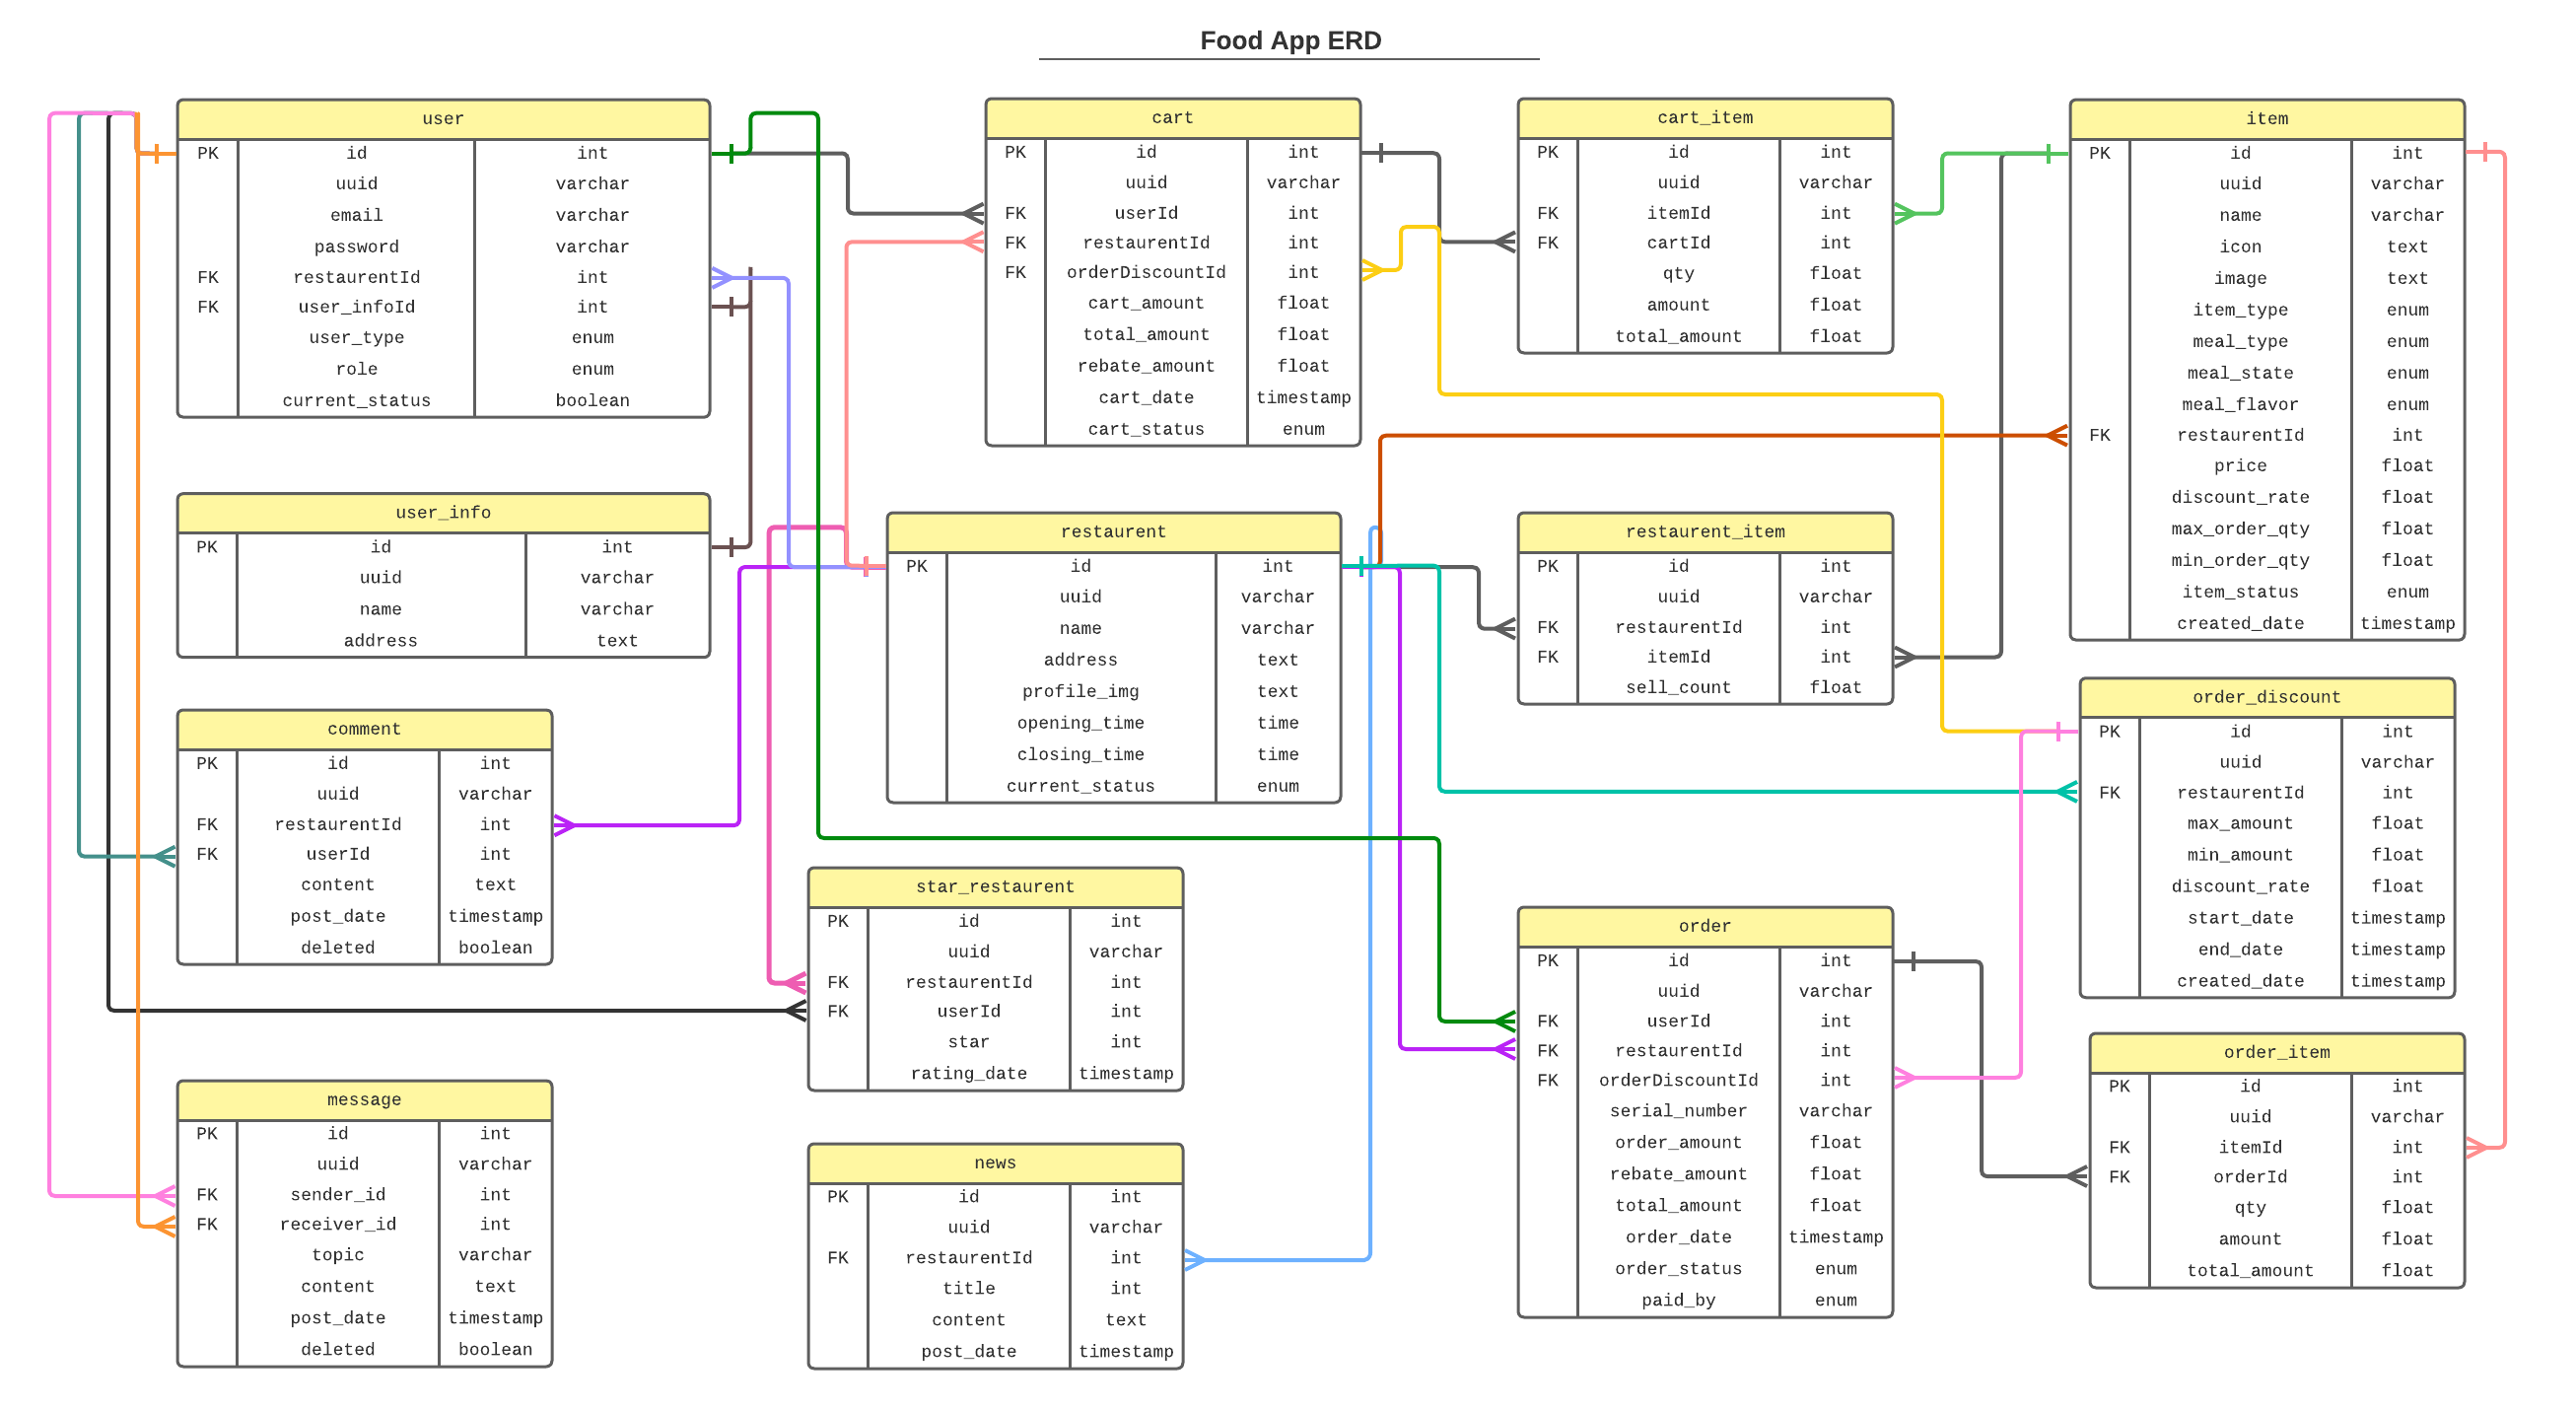 Food App ERD
user
PK id int
uuid varchar
email varchar
password varchar
FK restaurentId int
FK user_infoId int
user_type enum
role enum
current_status boolean
cart
PK id int
uuid varchar
FK userId int
FK restaurentId int
FK orderDiscountId int
cart_amount float
total_amount float
rebate_amount float
cart_date timestamp
cart_status enum
cart_item
PK id int
uuid varchar
FK itemId int
FK cartId int
qty float
amount float
total_amount float
item
PK id int
uuid varchar
name varchar
icon text
image text
item_type enum
meal_type enum
meal_state enum
meal_flavor enum
FK restaurentId int
price float
discount_rate float
max_order_qty float
min_order_qty float
item_status enum
created_date timestamp
user_info
PK id int
uuid varchar
name varchar
address text
restaurent
PK id int
uuid varchar
name varchar
address text
profile_img text
opening_time time
closing_time time
current_status enum
restaurent_item
PK id int
uuid varchar
FK restaurentId int
FK itemId int
sell_count float
order_discount
PK id int
uuid varchar
FK restaurentId int
max_amount float
min_amount float
discount_rate float
start_date timestamp
end_date timestamp
created_date timestamp
comment
PK id int
uuid varchar
FK restaurentId int
FK userId int
content text
post_date timestamp
deleted boolean
star_restaurent
PK id int
uuid varchar
FK restaurentId int
FK userId int
star int
rating_date timestamp
order
PK id int
uuid varchar
FK userId int
FK restaurentId int
FK orderDiscountId int
serial_number varchar
order_amount float
rebate_amount float
total_amount float
order_date timestamp
order_status enum
paid_by enum
order_item
PK id int
uuid varchar
FK itemId int
FK orderId int
qty float
amount float
total_amount float
message
PK id int
uuid varchar
FK sender_id int
FK receiver_id int
topic varchar
content text
post_date timestamp
deleted boolean
news
PK id int
uuid varchar
FK restaurentId int
title int
content text
post_date timestamp